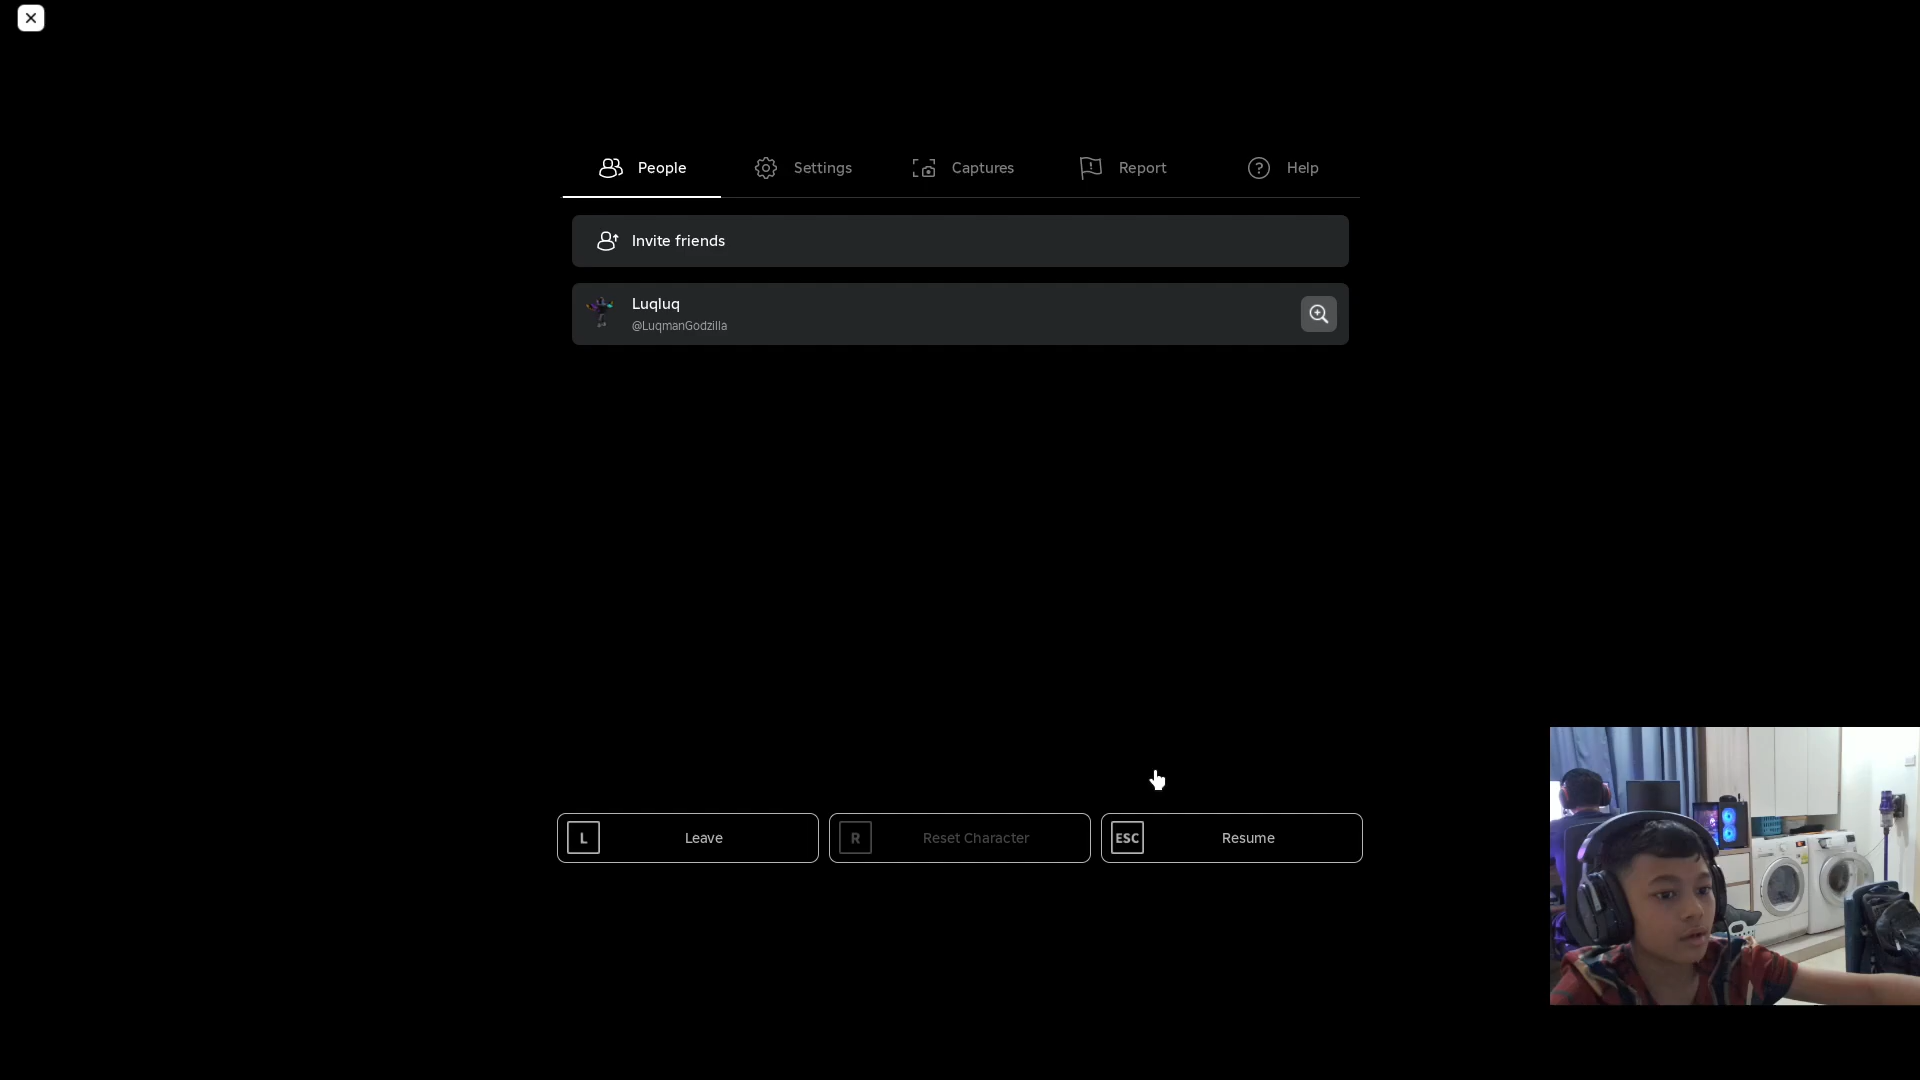 People
Settings
Captures
Report
Help
Invite friends
Luqluq
@LuqmanGodzilla
L
Leave
R
Reset Character
ESC
Resume